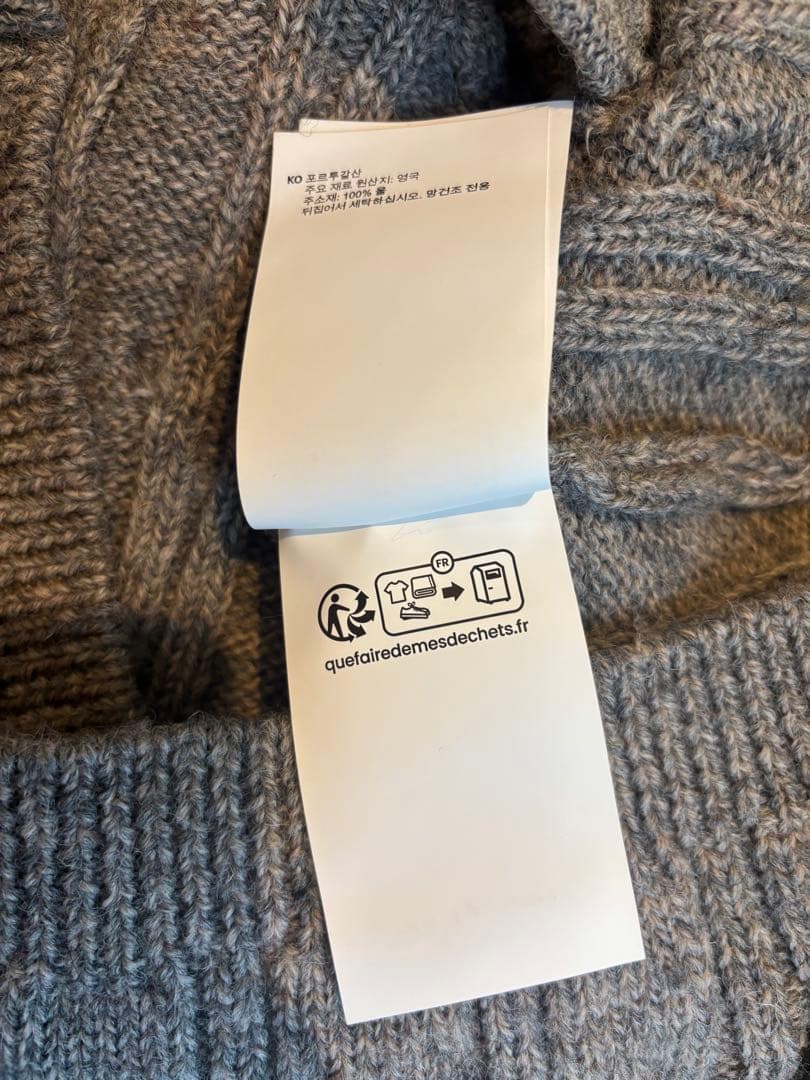 KO 포르투갈산
주요 재료 원산지: 영국
주소재: 100% 울
뒤집어서 세탁하십시오. 망건조 전용
FR
quefairedemesdechets.fr